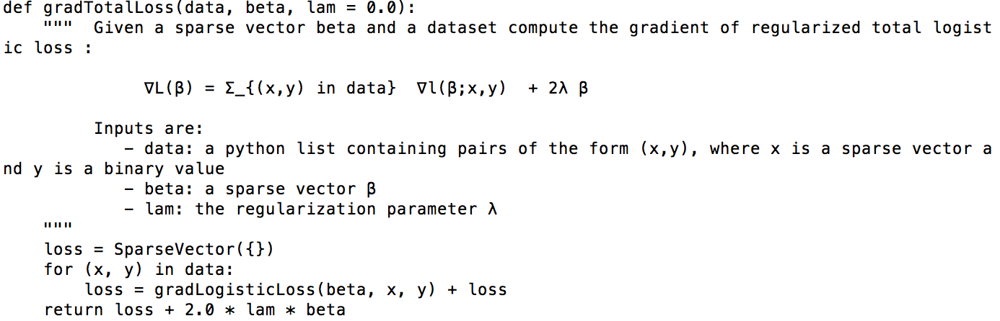 def gradTotalLoss(data, beta, lam = 0.0):
    """  Given a sparse vector beta and a dataset compute the gradient of regularized total logist
ic loss :

              ∇L(β) = Σ_{(x,y) in data}  ∇l(β;x,y)  + 2λ β

         Inputs are:
            - data: a python list containing pairs of the form (x,y), where x is a sparse vector a
nd y is a binary value
            - beta: a sparse vector β
            - lam: the regularization parameter λ
    """
    loss = SparseVector({})
    for (x, y) in data:
        loss = gradLogisticLoss(beta, x, y) + loss
    return loss + 2.0 * lam * beta